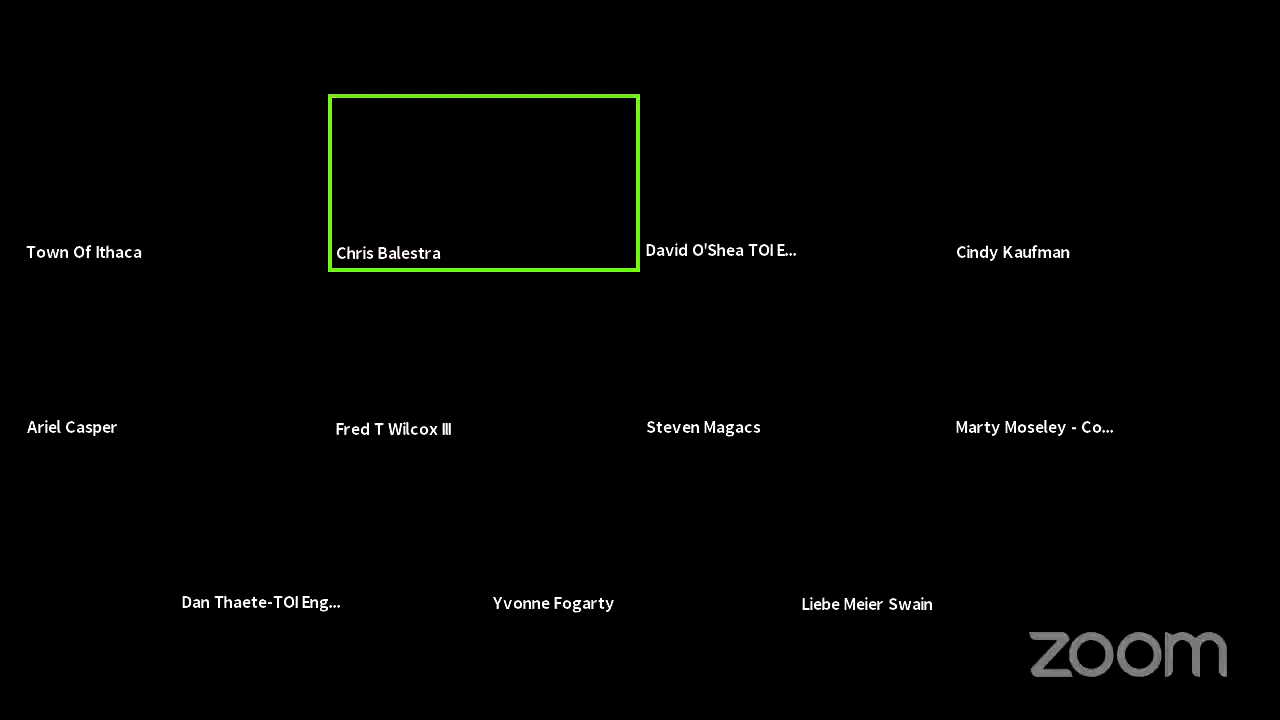 Town Of Ithaca
Chris Balestra
David O'Shea TOI E...
Cindy Kaufman
Ariel Casper
Fred T Wilcox III
Steven Magacs
Marty Moseley - Co...
Dan Thaete-TOI Eng...
Yvonne Fogarty
Liebe Meier Swain
zoom